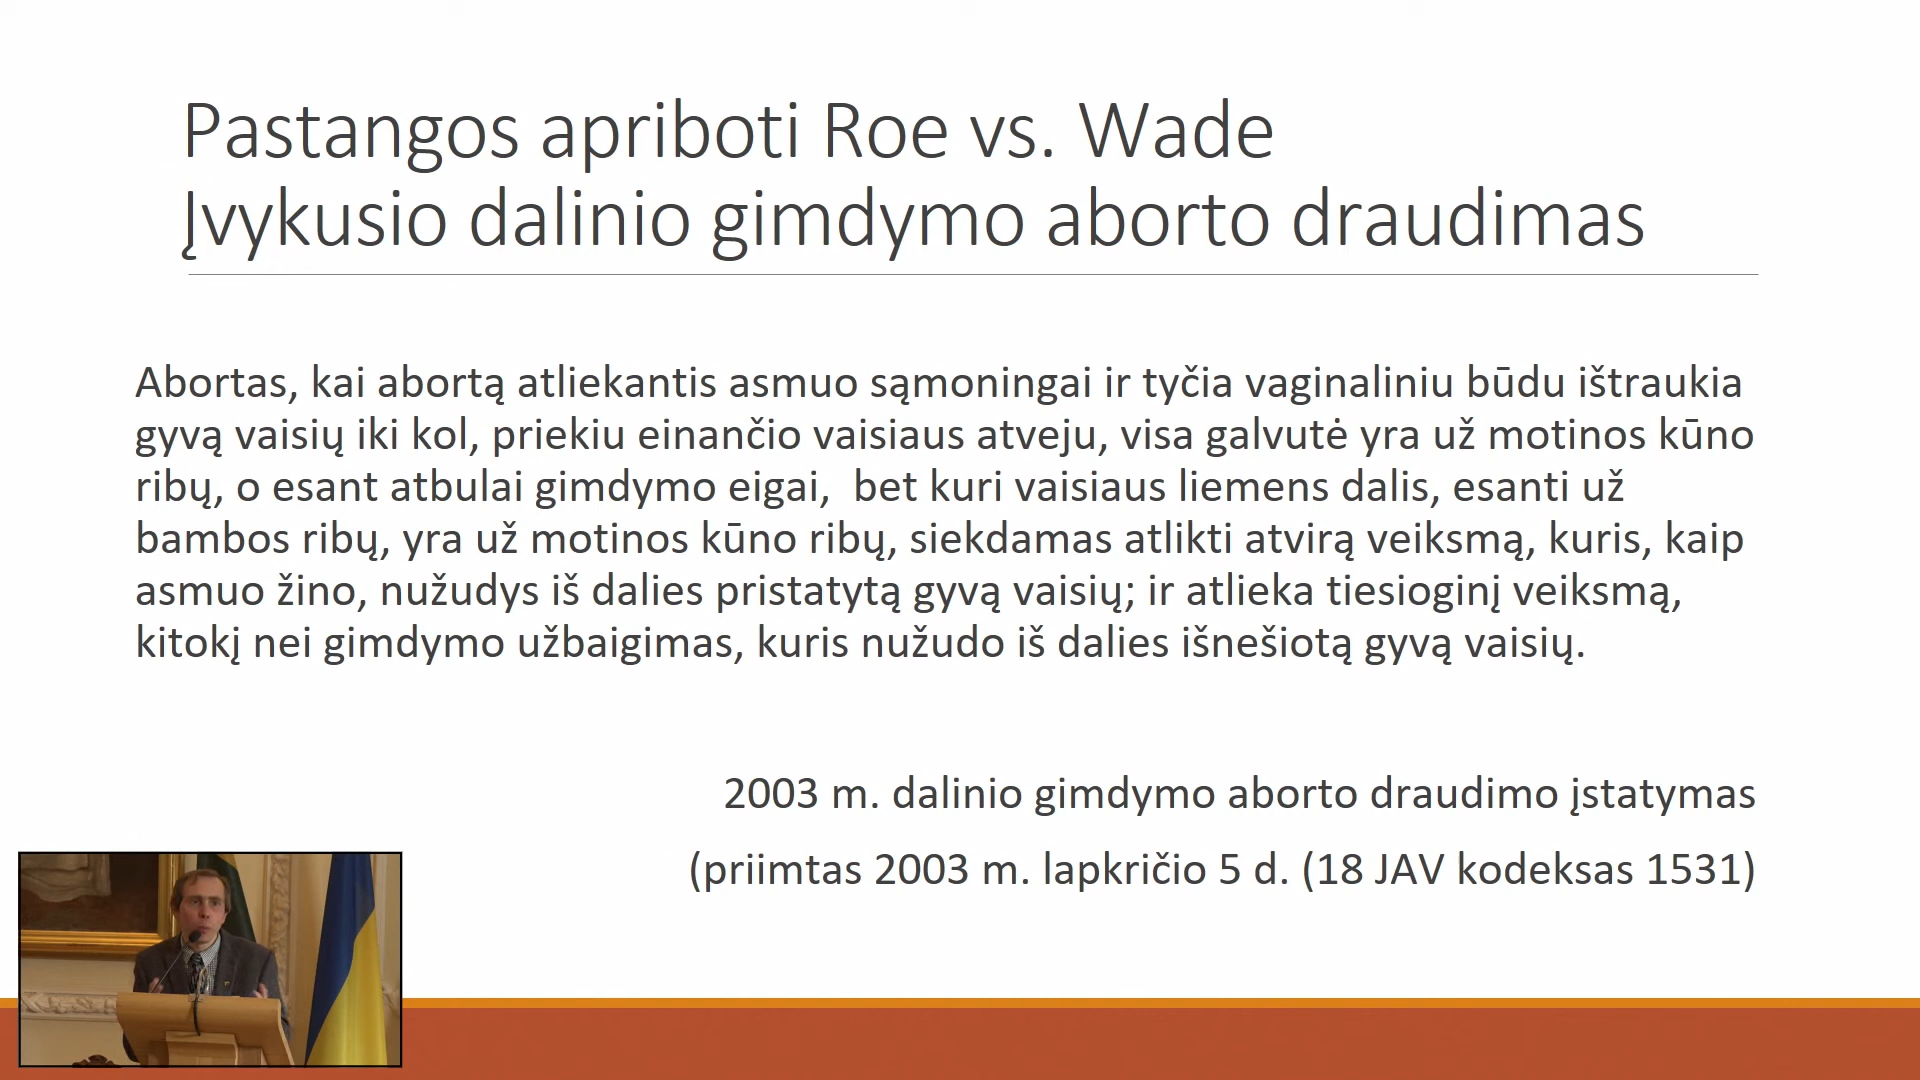 Pastangos apriboti Roe vs. Wade
Įvykusio dalinio gimdymo aborto draudimas
Abortas, kai abortą atliekantis asmuo sąmoningai ir tyčia vaginaliniu būdu ištraukia
gyvą vaisių iki kol, priekiu einančio vaisiaus atveju, visa galvutė yra už motinos kūno
ribų, o esant atbulai gimdymo eigai,  bet kuri vaisiaus liemens dalis, esanti už
bambos ribų, yra už motinos kūno ribų, siekdamas atlikti atvirą veiksmą, kuris, kaip
asmuo žino, nužudys iš dalies pristatytą gyvą vaisių; ir atlieka tiesioginį veiksmą,
kitokį nei gimdymo užbaigimas, kuris nužudo iš dalies išnešiotą gyvą vaisių.
2003 m. dalinio gimdymo aborto draudimo įstatymas
(priimtas 2003 m. lapkričio 5 d. (18 JAV kodeksas 1531)